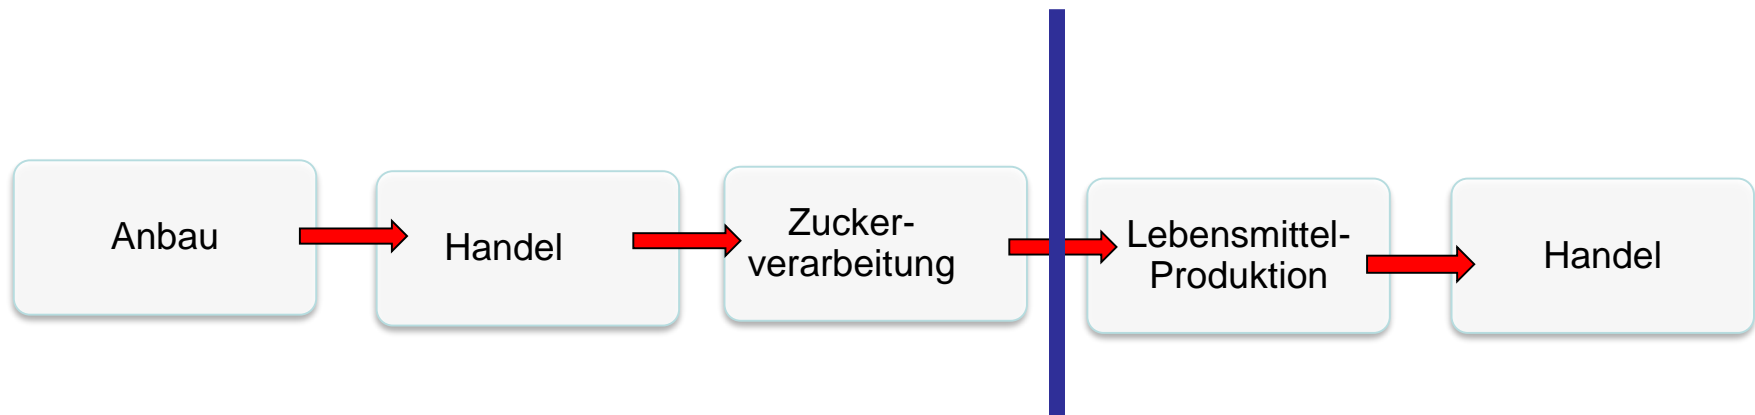 Anbau
Handel
Zucker-
verarbeitung
Lebensmittel-
Produktion
Handel